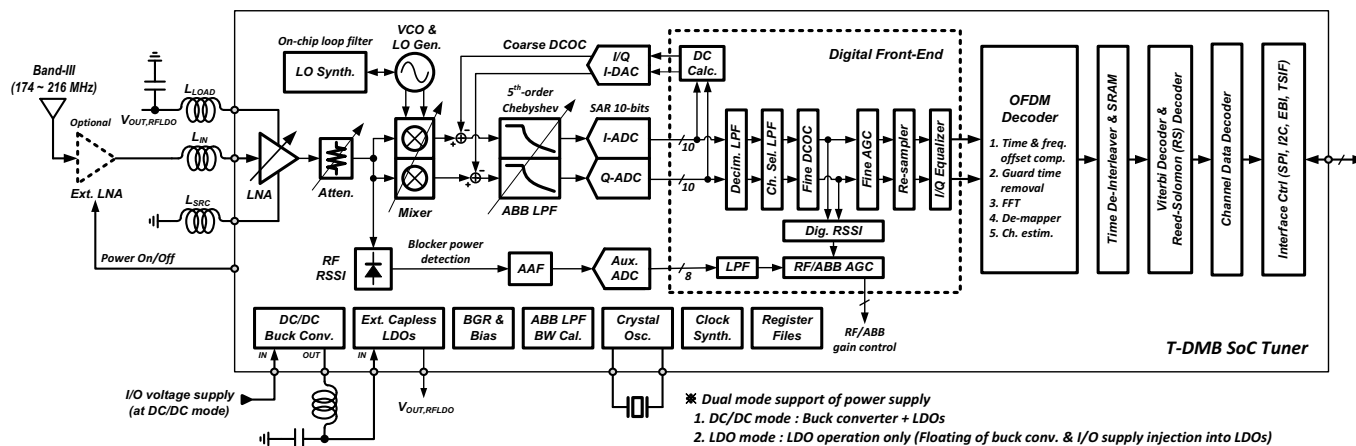 Band-III
(174 ~ 216 MHz)
Optional
Ext. LNA
Power On/Off
LLOAD
VOUT,RFLDO
LIN
LSRC
LNA
Atten.
On-chip loop filter
LO Synth.
VCO &
LO Gen.
Mixer
Coarse DCOC
I/Q
I-DAC
DC
Calc.
5th-order
Chebyshev
ABB LPF
+
−
+
−
SAR 10-bits
I-ADC
10
Q-ADC
10
Digital Front-End
Decim. LPF
Ch. Sel. LPF
Fine DCOC
Fine AGC
Re-sampler
I/Q Equalizer
Dig. RSSI
LPF
RF/ABB AGC
RF/ABB
gain control
RF
RSSI
Blocker power
detection
AAF
Aux.
ADC
8
OFDM
Decoder
1. Time & freq.
offset comp.
2. Guard time
removal
3. FFT
4. De-mapper
5. Ch. estim.
Time De-Interleaver & SRAM
Viterbi Decoder &
Reed-Solomon (RS) Decoder
Channel Data Decoder
Interface Ctrl (SPI, I2C, EBI, TSIF)
DC/DC
Buck Conv.
IN
OUT
Ext. Capless
LDOs
IN
BGR &
Bias
ABB LPF
BW Cal.
Crystal
Osc.
Clock
Synth.
Register
Files
T-DMB SoC Tuner
I/O voltage supply
(at DC/DC mode)
VOUT,RFLDO
※ Dual mode support of power supply
1. DC/DC mode : Buck converter + LDOs
2. LDO mode : LDO operation only (Floating of buck conv. & I/O supply injection into LDOs)